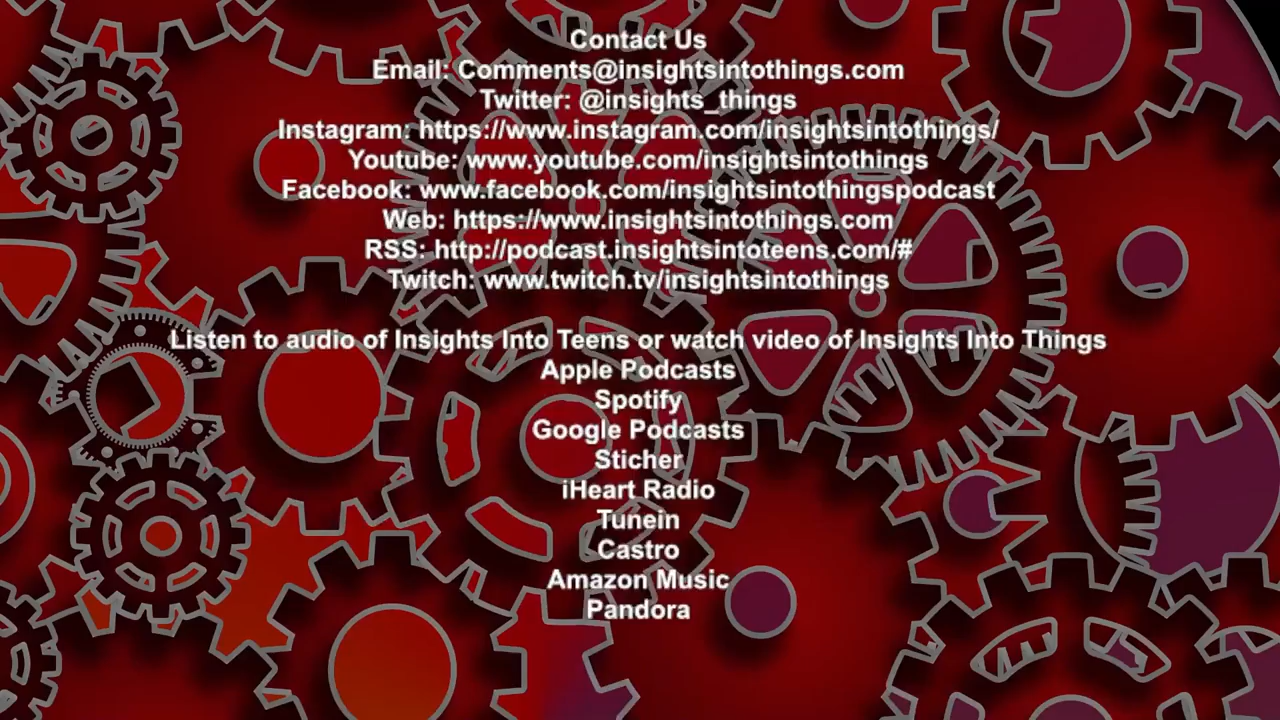 Contact Us
Email: Comments@insightsintothings.com
Twitter: @insights_things
Instagram: https://www.instagram.com/insightsintothings/
Youtube: www.youtube.com/insightsintothings
Facebook: www.facebook.com/insightsintothingspodcast
Web: https://www.insightsintothings.com
RSS: http://podcast.insightsintoteens.com/#
Twitch: www.twitch.tv/insightsintothings
Listen to audio of Insights Into Teens or watch video of Insights Into Things
Apple Podcasts
Spotify
Google Podcasts
Sticher
iHeart Radio
Tunein
Castro
Amazon Music
Pandora